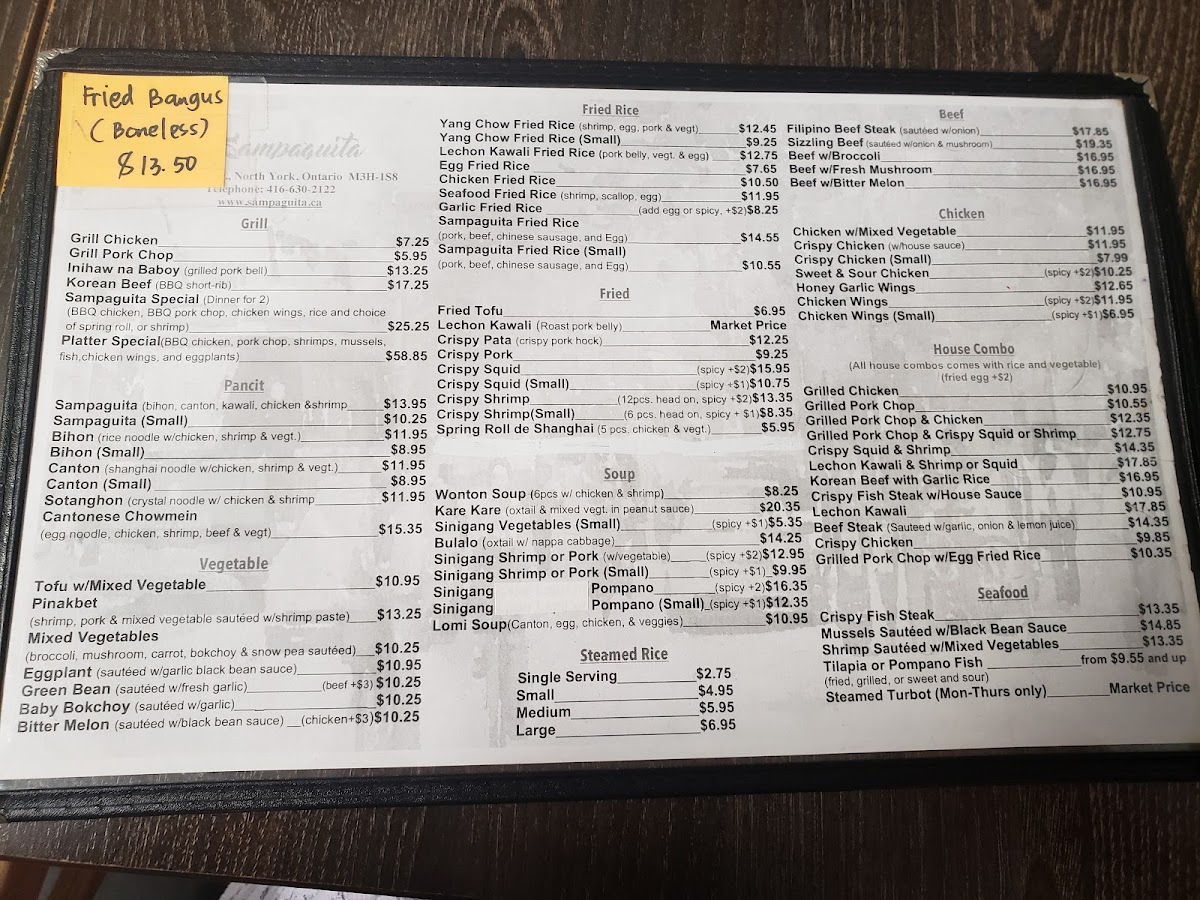 Fried Bangus
(Boneless)
$13.50
Sampaguita
North York, Ontario M3H-1S8
Telephone: 416-630-2122
www.sampaguita.ca
Grill
Grill Chicken $7.25
Grill Pork Chop $5.95
Inihaw na Baboy (grilled pork bell) $13.25
Korean Beef (BBQ short-rib) $17.25
Sampaguita Special (Dinner for 2)
(BBQ chicken, BBQ pork chop, chicken wings, rice and choice
of spring roll, or shrimp) $25.25
Platter Special(BBQ chicken, pork chop, shrimps, mussels,
fish,chicken wings, and eggplants) $58.85
Pancit
Sampaguita (bihon, canton, kawali, chicken &shrimp $13.95
Sampaguita (Small) $10.25
Bihon (rice noodle w/chicken, shrimp & vegt.) $11.95
Bihon (Small) $8.95
Canton (shanghai noodle w/chicken, shrimp & vegt.) $11.95
Canton (Small) $8.95
Sotanghon (crystal noodle w/ chicken & shrimp $11.95
Cantonese Chowmein
(egg noodle, chicken, shrimp, beef & vegt) $15.35
Vegetable
Tofu w/Mixed Vegetable $10.95
Pinakbet
(shrimp, pork & mixed vegetable sautéed w/shrimp paste) $13.25
Mixed Vegetables
(broccoli, mushroom, carrot, bokchoy & snow pea sautéed) $10.25
Eggplant (sautéed w/garlic black bean sauce) $10.95
Green Bean (sautéed w/fresh garlic) (beef +$3) $10.25
Baby Bokchoy (sautéed w/garlic) $10.25
Bitter Melon (sautéed w/black bean sauce) (chicken+$3)$10.25
Fried Rice
Yang Chow Fried Rice (shrimp, egg, pork & vegt) $12.45
Yang Chow Fried Rice (Small) $9.25
Lechon Kawali Fried Rice (pork belly, vegt. & egg) $12.75
Egg Fried Rice $7.65
Chicken Fried Rice $10.50
Seafood Fried Rice (shrimp, scallop, egg) $11.95
Garlic Fried Rice (add egg or spicy, +$2)$8.25
Sampaguita Fried Rice
(pork, beef, chinese sausage, and Egg) $14.55
Sampaguita Fried Rice (Small)
(pork, beef, chinese sausage, and Egg) $10.55
Fried
Fried Tofu $6.95
Lechon Kawali (Roast pork belly) Market Price
Crispy Pata (crispy pork hock) $12.25
Crispy Pork $9.25
Crispy Squid (spicy +$2)$15.95
Crispy Squid (Small) (spicy +$1)$10.75
Crispy Shrimp (12pcs. head on, spicy +$2)$13.35
Crispy Shrimp(Small) (6 pcs. head on, spicy + $1)$8.35
Spring Roll de Shanghai (5 pcs. chicken & vegt.) $5.95
Soup
Wonton Soup (6pcs w/ chicken & shrimp) $8.25
Kare Kare (oxtail & mixed vegt. in peanut sauce) $20.35
Sinigang Vegetables (Small) (spicy +$1)$5.35
Bulalo (oxtail w/ nappa cabbage) $14.25
Sinigang Shrimp or Pork (w/vegetable) (spicy +$2)$12.95
Sinigang Shrimp or Pork (Small) (spicy +$1) $9.95
Sinigang Pompano (spicy +2)$16.35
Sinigang Pompano (Small) (spicy +$1)$12.35
Lomi Soup(Canton, egg, chicken, & veggies) $10.95
Steamed Rice
Single Serving $2.75
Small $4.95
Medium $5.95
Large $6.95
Beef
Filipino Beef Steak (sautéed w/onion) $17.85
Sizzling Beef (sautéed w/onion & mushroom) $19.35
Beef w/Broccoli $16.95
Beef w/Fresh Mushroom $16.95
Beef w/Bitter Melon $16.95
Chicken
Chicken w/Mixed Vegetable $11.95
Crispy Chicken (w/house sauce) $11.95
Crispy Chicken (Small) $7.99
Sweet & Sour Chicken (spicy +$2)$10.25
Honey Garlic Wings $12.65
Chicken Wings (spicy +$2)$11.95
Chicken Wings (Small) (spicy +$1)$6.95
House Combo
(All house combos comes with rice and vegetable)
(fried egg +$2)
Grilled Chicken $10.95
Grilled Pork Chop $10.55
Grilled Pork Chop & Chicken $12.35
Grilled Pork Chop & Crispy Squid or Shrimp $12.75
Crispy Squid & Shrimp $14.35
Lechon Kawali & Shrimp or Squid $17.85
Korean Beef with Garlic Rice $16.95
Crispy Fish Steak w/House Sauce $10.95
Lechon Kawali $17.85
Beef Steak (Sauteed w/garlic, onion & lemon juice) $14.35
Crispy Chicken $9.85
Grilled Pork Chop w/Egg Fried Rice $10.35
Seafood
Crispy Fish Steak $13.35
Mussels Sautéed w/Black Bean Sauce $14.85
Shrimp Sautéed w/Mixed Vegetables $13.35
Tilapia or Pompano Fish from $9.55 and up
(fried, grilled, or sweet and sour)
Steamed Turbot (Mon-Thurs only) Market Price